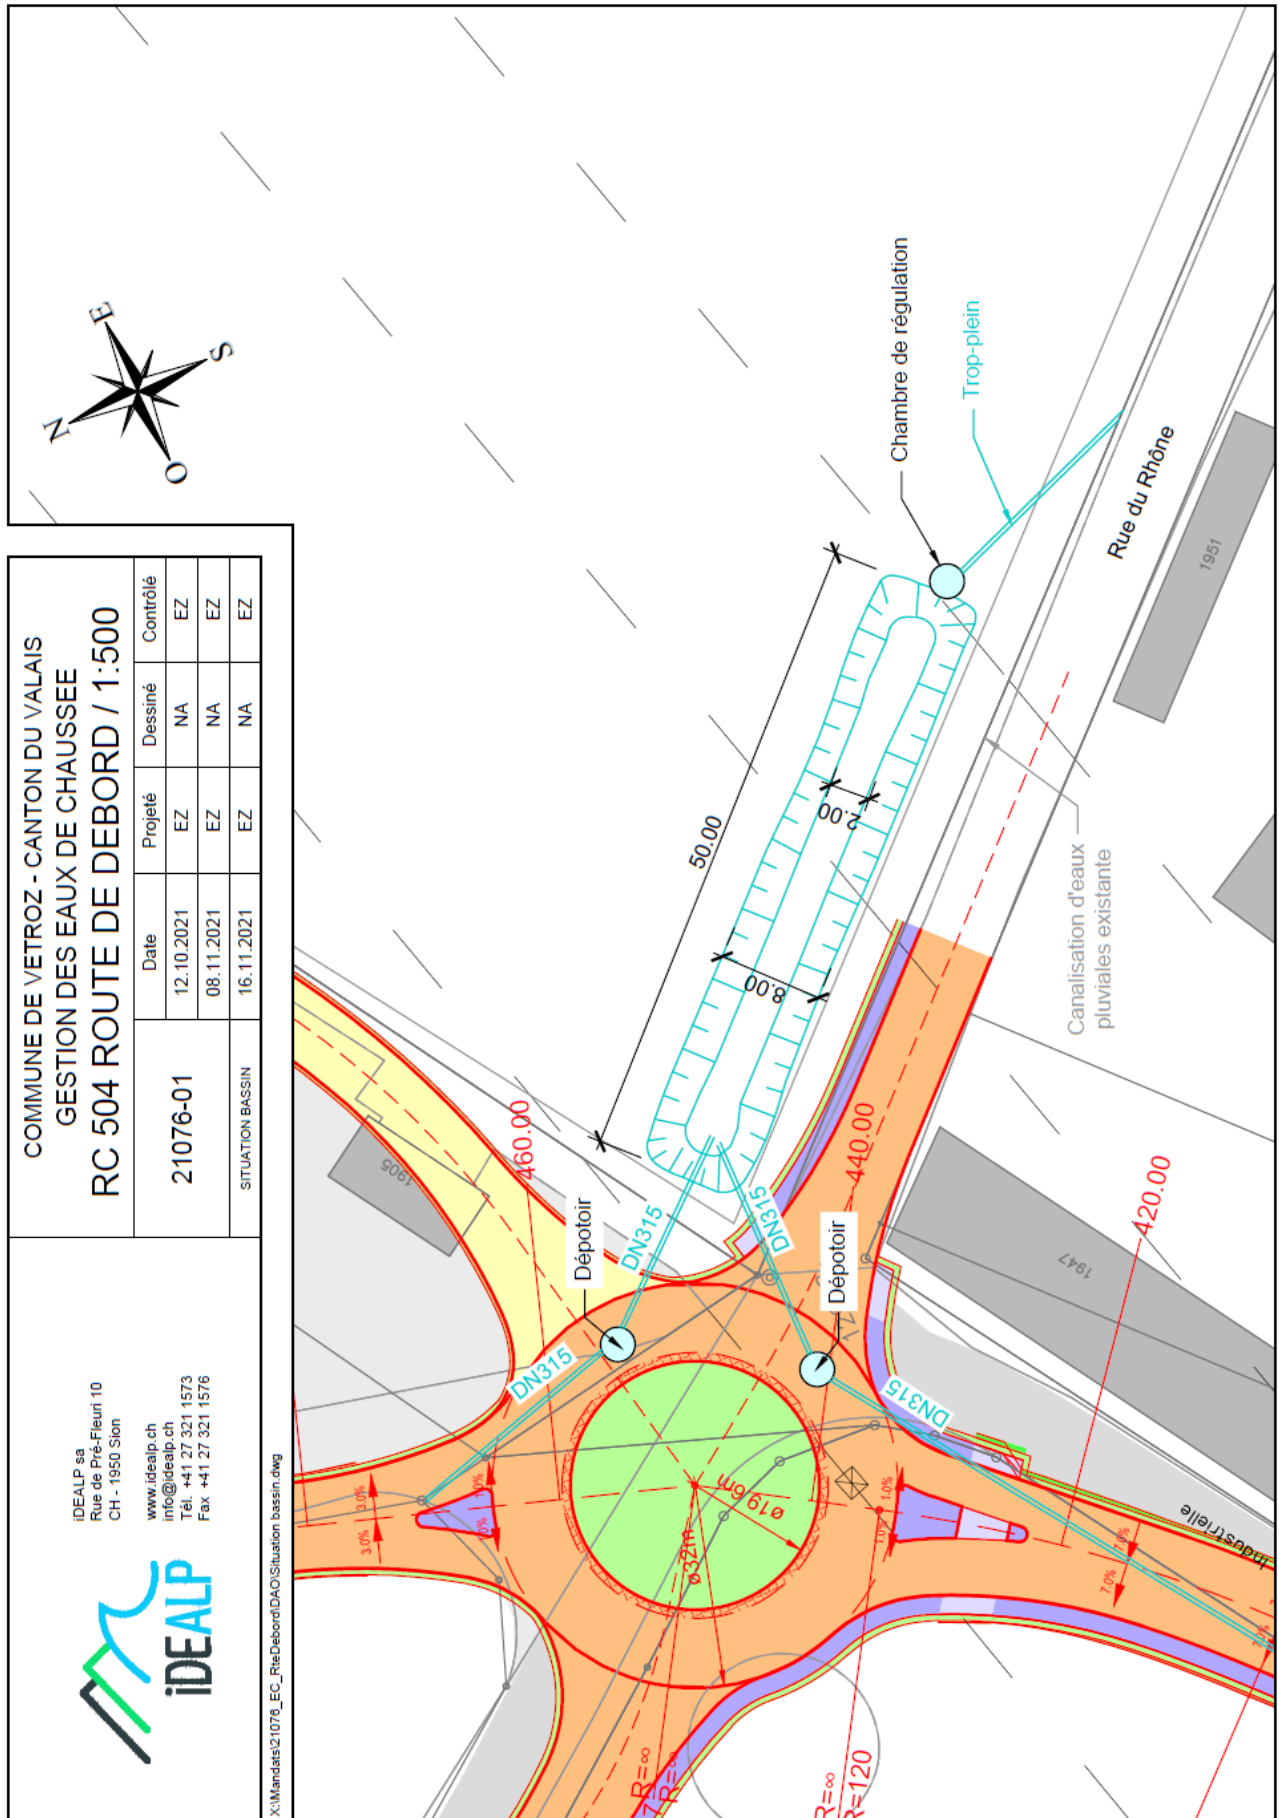 COMMUNE DE VETROZ - CANTON DU VALAIS
GESTION DES EAUX DE CHAUSSEE
RC 504 ROUTE DE DEBORD / 1:500
21076-01
SITUATION BASSIN
Date Projeté Dessiné Contrôlé
12.10.2021 EZ NA EZ
08.11.2021 EZ NA EZ
16.11.2021 EZ NA EZ
iDEALP sa
Rue de Pré-Fleuri 10
CH - 1950 Sion
www.idealp.ch
info@idealp.ch
Tél. +41 27 321 1573
Fax +41 27 321 1576
iDEALP
X:\Mandats\21076_EC_RteDebord\DAO\Situation bassin.dwg
N
E
S
O
Chambre de régulation
Trop-plein
Rue du Rhône
1951
50.00
2.00
8.00
Canalisation d'eaux
pluviales existante
1905
460.00
440.00
420.00
Dépotoir
DN315
DN315
Dépotoir
DN315
DN315
1947
3.0%
3.0%
1.0%
1.0%
1.0%
ø19.6m
ø32m
7.0%
7.0%
7.0%
Industrielle
R=∞
R=∞
R=∞
R=120